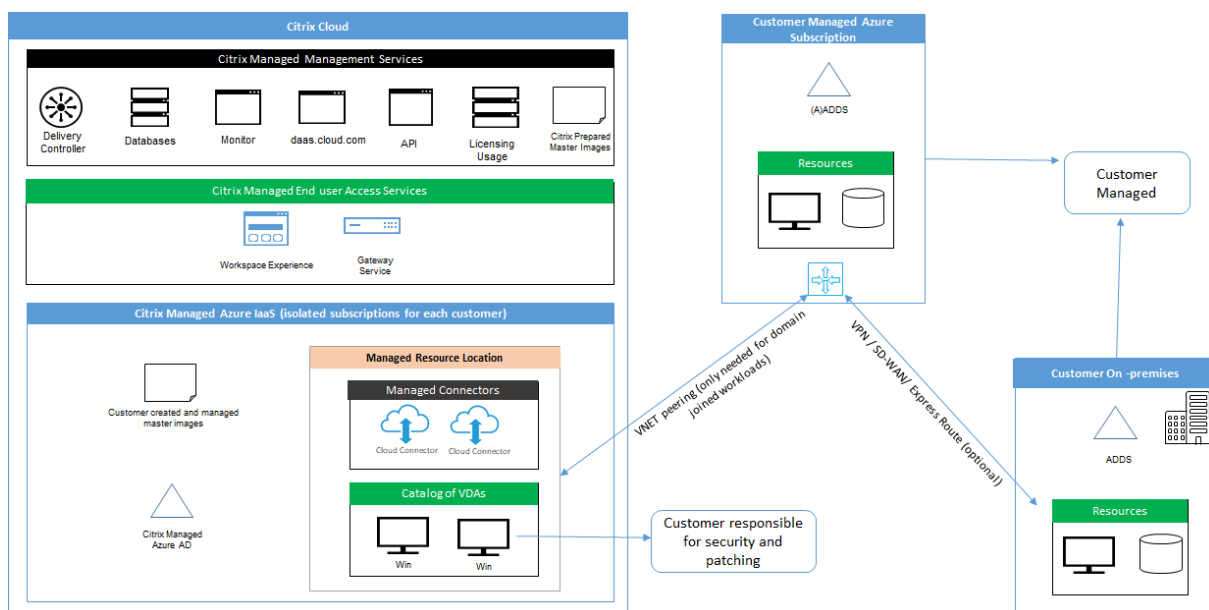 Citrix Cloud
Citrix Managed Management Services
Delivery
Controller
Databases
Monitor
daas.cloud.com
API
Licensing
Usage
Citrix Prepared
Master Images
Citrix Managed End user Access Services
Workspace Experience
Gateway
Service
Citrix Managed Azure IaaS (isolated subscriptions for each customer)
Customer created and managed
master images
Citrix Managed
Azure AD
Managed Resource Location
Managed Connectors
Cloud Connector
Cloud Connector
Catalog of VDAs
Win
Win
Customer responsible
for security and
patching
VNET peering (only needed for domain
joined workloads)
Customer Managed Azure
Subscription
(A)ADDS
Resources
VPN / SD-WAN/ Express Route (optional)
Customer
Managed
Customer On -premises
ADDS
Resources